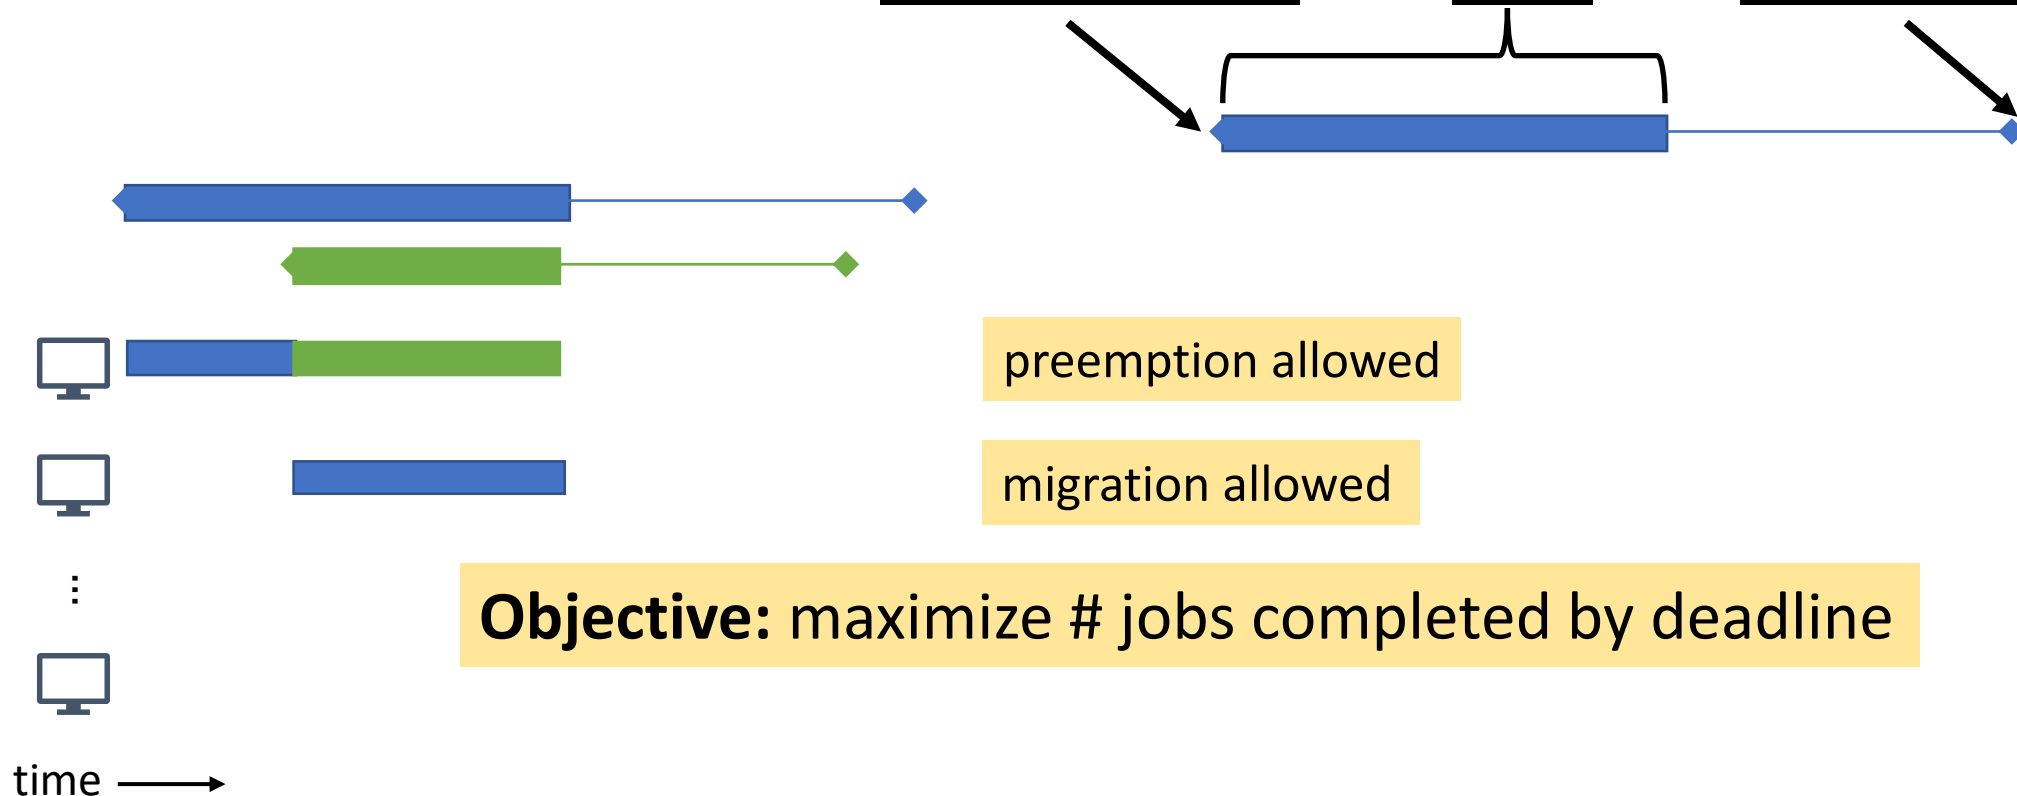 preemption allowed
migration allowed
...
Objective: maximize # jobs completed by deadline
time